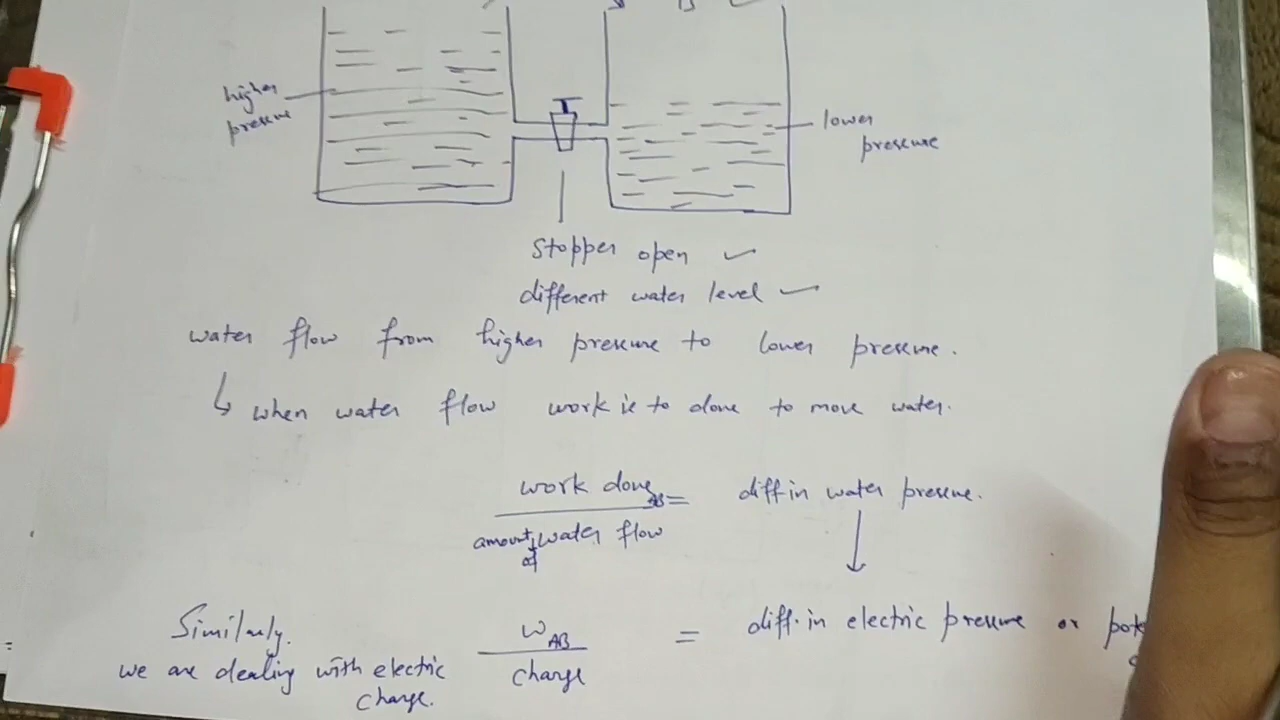 higher
pressure
lower
pressure
stopper open
different water level
water flow from higher pressure to lower pressure.
when water flow work is to done to move water.
work done AB = diff in water pressure.
amount of water flow
Similarly.
we are dealing with electric
charge.
W AB = diff. in electric pressure or
charge